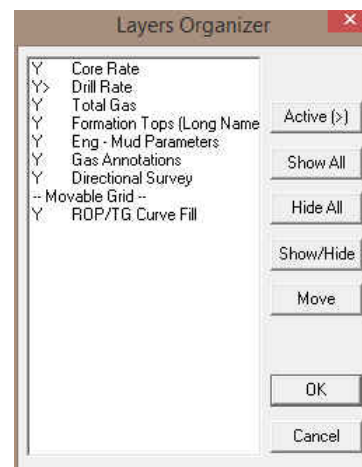 Layers Organizer
X
Y Core Rate
Y> Drill Rate
Y Total Gas
Y Formation Tops (Long Name
Y Eng - Mud Parameters
Y Gas Annotations
Y Directional Survey
-- Movable Grid --
Y ROP/TG Curve Fill
Active (>)
Show All
Hide All
Show/Hide
Move
OK
Cancel